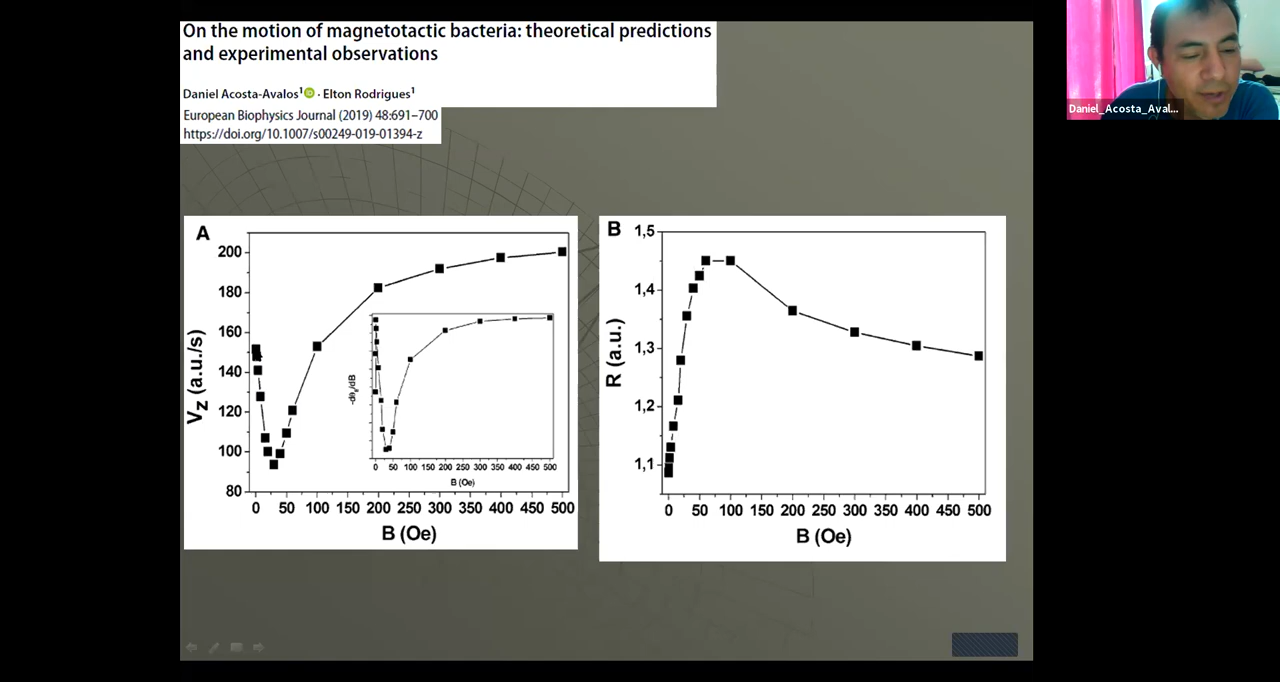 On the motion of magnetotactic bacteria: theoretical predictions
and experimental observations
Daniel Acosta-Avalos1 iD · Elton Rodrigues1
European Biophysics Journal (2019) 48:691–700
https://doi.org/10.1007/s00249-019-01394-z
Daniel_Acosta_Aval...
A
200
180
160
140
120
100
80
Vz (a.u./s)
0 50 100 150 200 250 300 350 400 450 500
B (Oe)
0 50 100 150 200 250 300 350 400 450 500
B (Oe)
B
1,5
1,4
1,3
1,2
1,1
R (a.u.)
0 50 100 150 200 250 300 350 400 450 500
B (Oe)